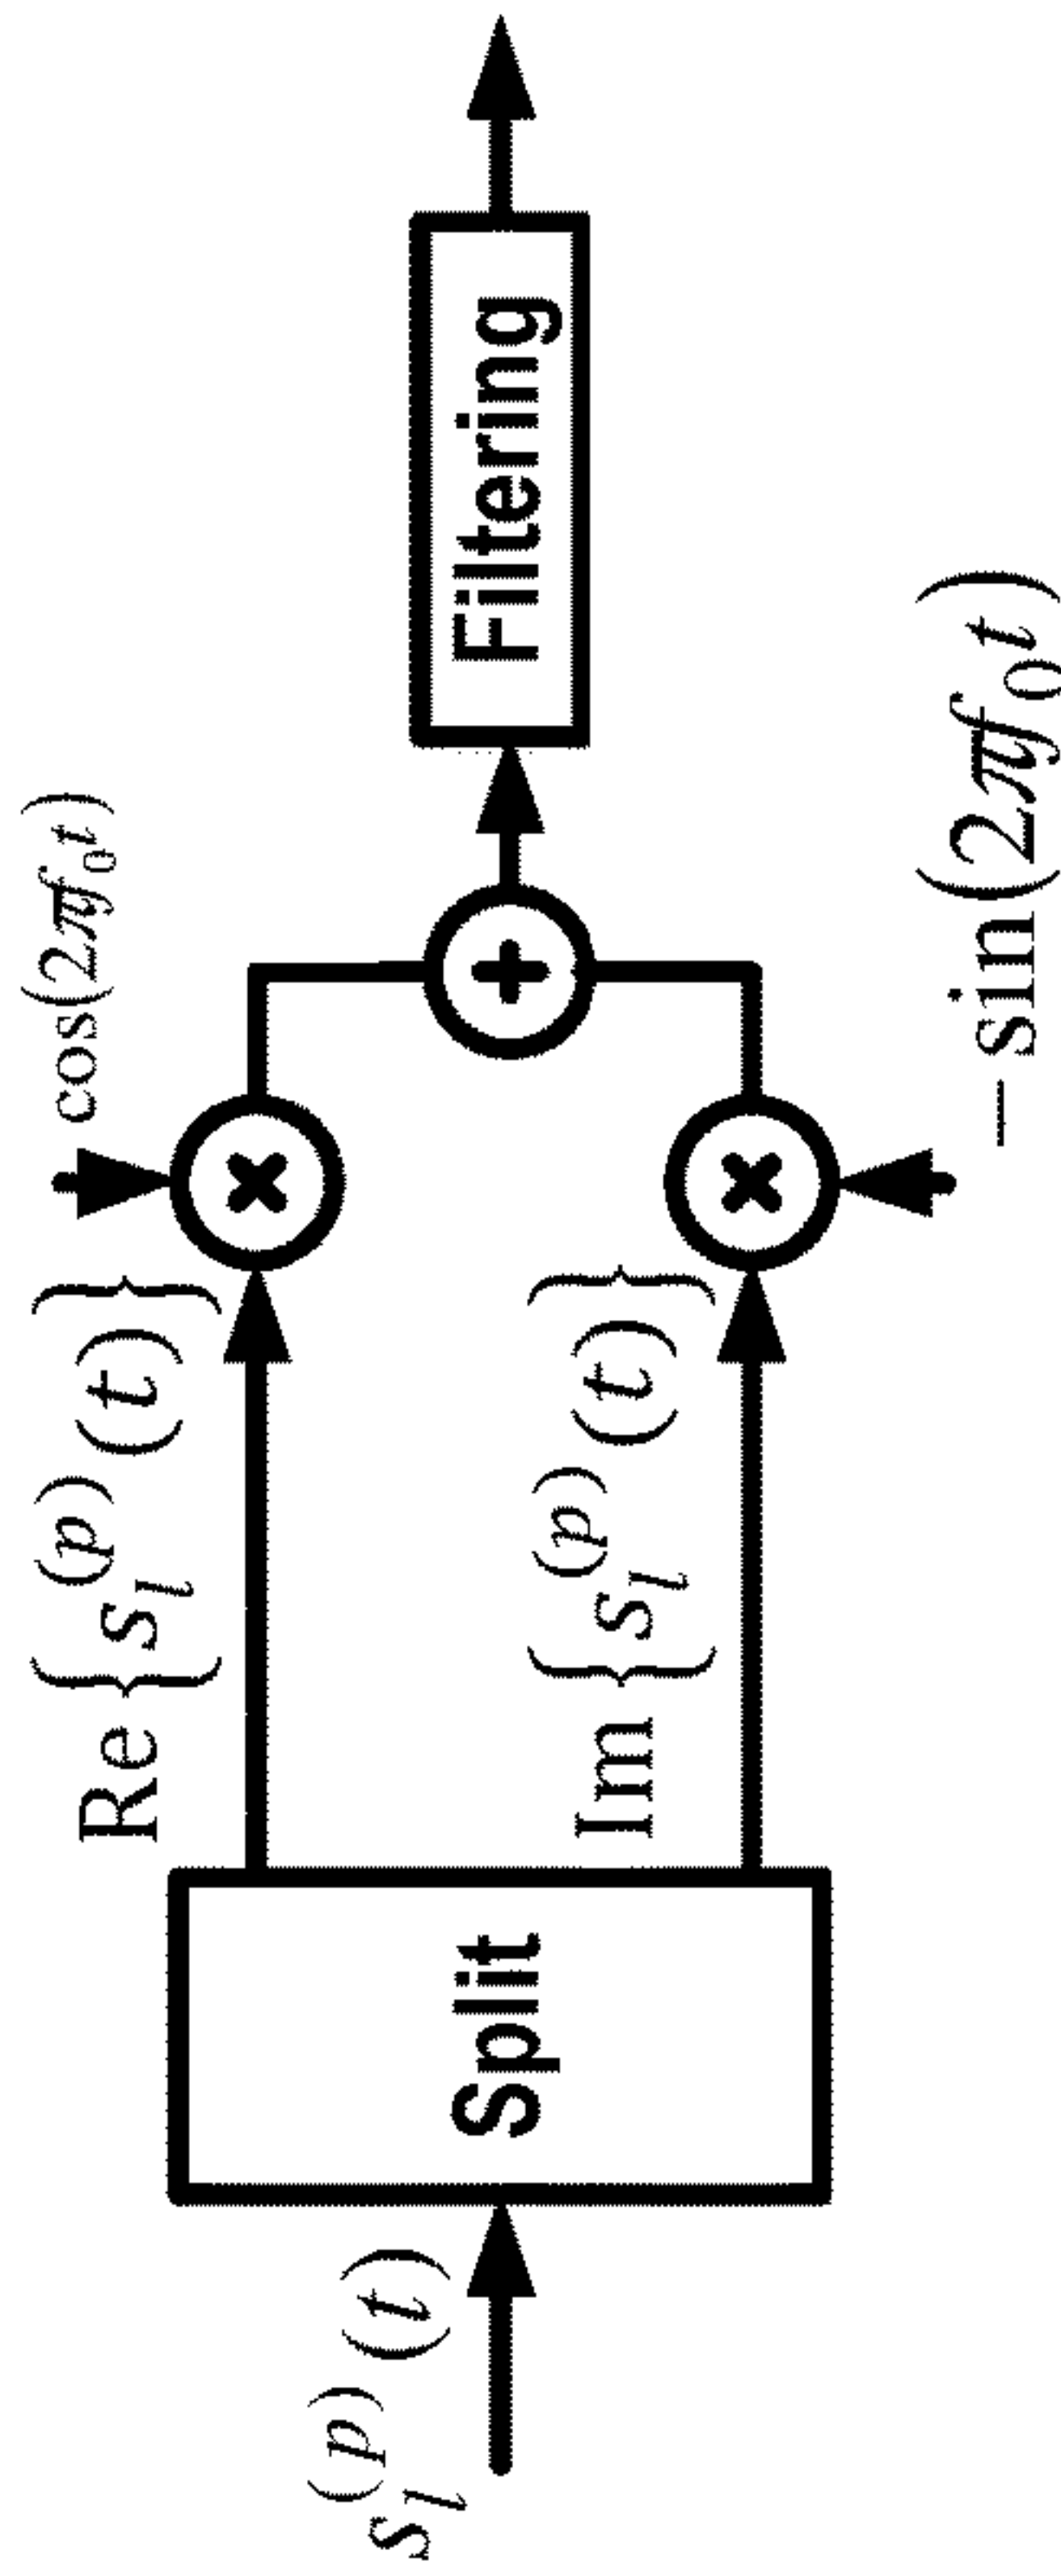 s_l^{(p)}(t)
Split
Re{s_l^{(p)}(t)}
Im{s_l^{(p)}(t)}
cos(2πf_0t)
−sin(2πf_0t)
×
×
+
Filtering